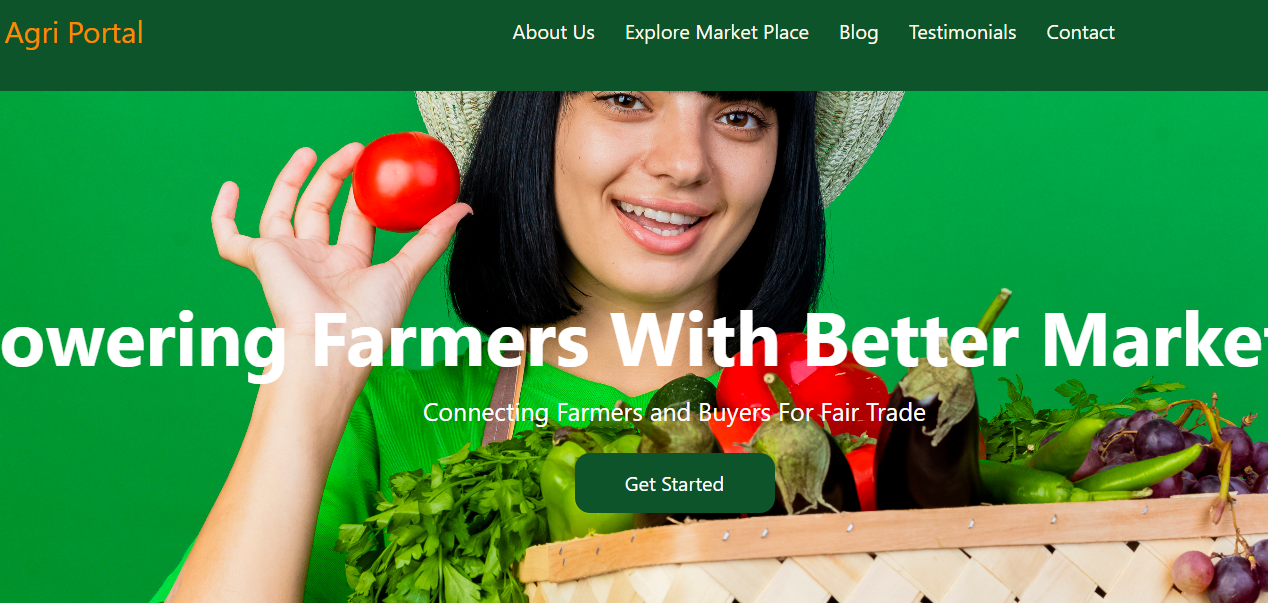 Agri Portal
About Us Explore Market Place Blog Testimonials Contact
owering Farmers With Better Market
Connecting Farmers and Buyers For Fair Trade
Get Started